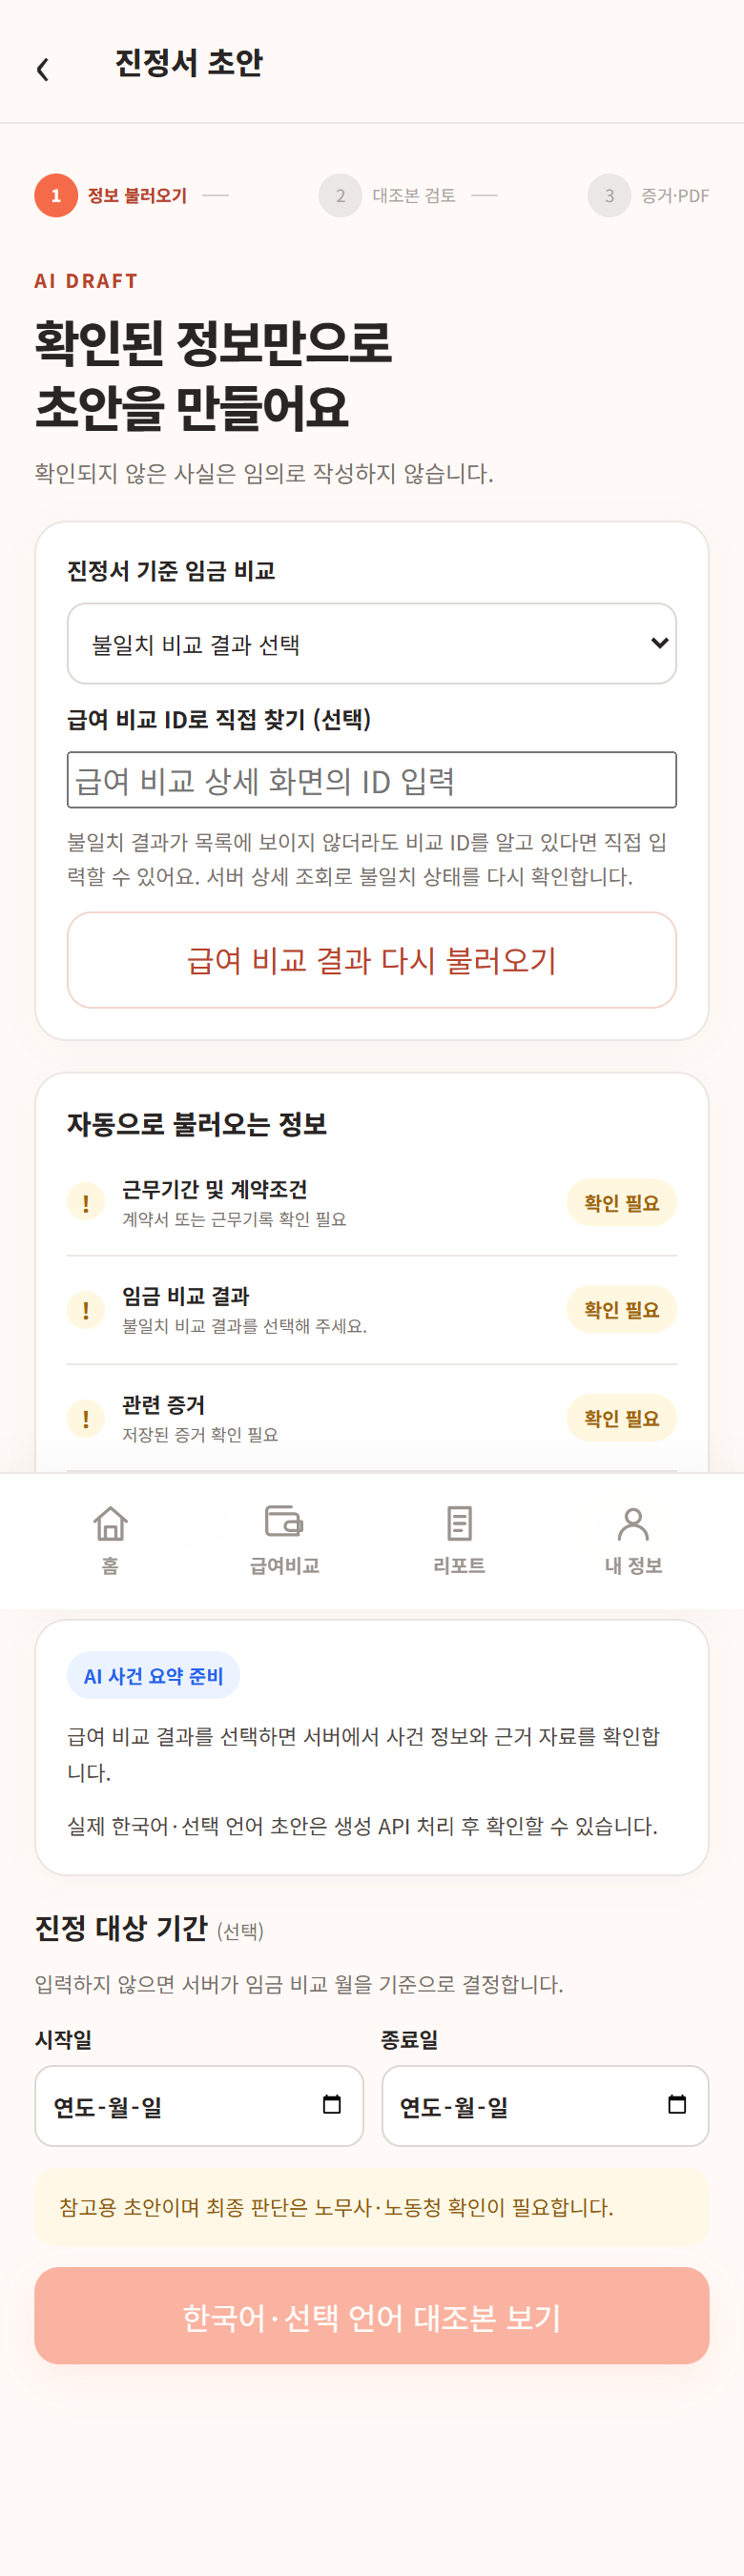 진정서 초안
1 정보 불러오기
2 대조본 검토
3 증거·PDF
AI DRAFT
확인된 정보만으로
초안을 만들어요
확인되지 않은 사실은 임의로 작성하지 않습니다.
진정서 기준 임금 비교
불일치 비교 결과 선택
급여 비교 ID로 직접 찾기 (선택)
급여 비교 상세 화면의 ID 입력
불일치 결과가 목록에 보이지 않더라도 비교 ID를 알고 있다면 직접 입
력할 수 있어요. 서버 상세 조회로 불일치 상태를 다시 확인합니다.
급여 비교 결과 다시 불러오기
자동으로 불러오는 정보
! 근무기간 및 계약조건
계약서 또는 근무기록 확인 필요
확인 필요
! 임금 비교 결과
불일치 비교 결과를 선택해 주세요.
확인 필요
! 관련 증거
저장된 증거 확인 필요
확인 필요
홈
급여비교
리포트
내 정보
AI 사건 요약 준비
급여 비교 결과를 선택하면 서버에서 사건 정보와 근거 자료를 확인합
니다.
실제 한국어·선택 언어 초안은 생성 API 처리 후 확인할 수 있습니다.
진정 대상 기간 (선택)
입력하지 않으면 서버가 임금 비교 월을 기준으로 결정합니다.
시작일
종료일
연도-월-일
연도-월-일
참고용 초안이며 최종 판단은 노무사·노동청 확인이 필요합니다.
한국어·선택 언어 대조본 보기